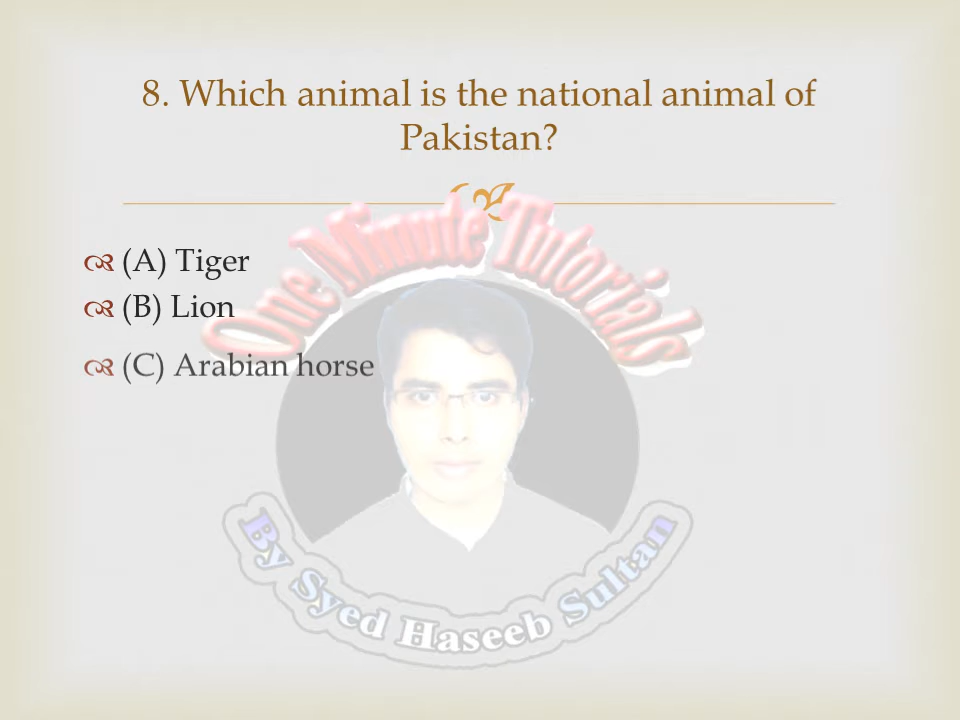 8. Which animal is the national animal of
Pakistan?
One Minute Tutorials
(A) Tiger
(B) Lion
(C) Arabian horse
By Syed Haseeb Sultan